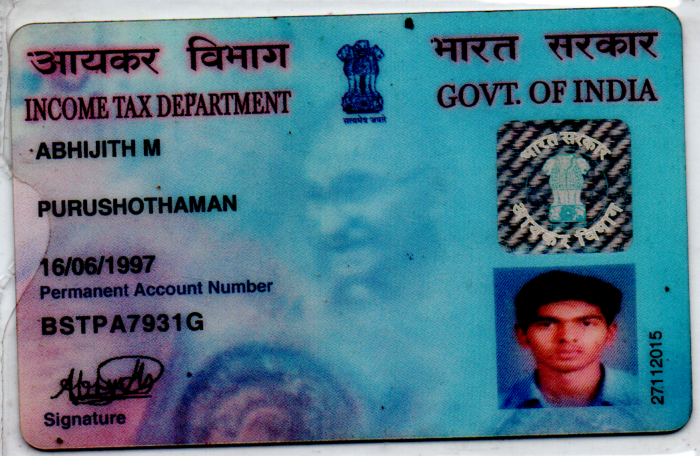 आयकर विभाग
INCOME TAX DEPARTMENT
सत्यमेव जयते
भारत सरकार
GOVT. OF INDIA
ABHIJITH M
PURUSHOTHAMAN
16/06/1997
Permanent Account Number
BSTPA7931G
Signature
भारत सरकार
आयकर विभाग
27112015